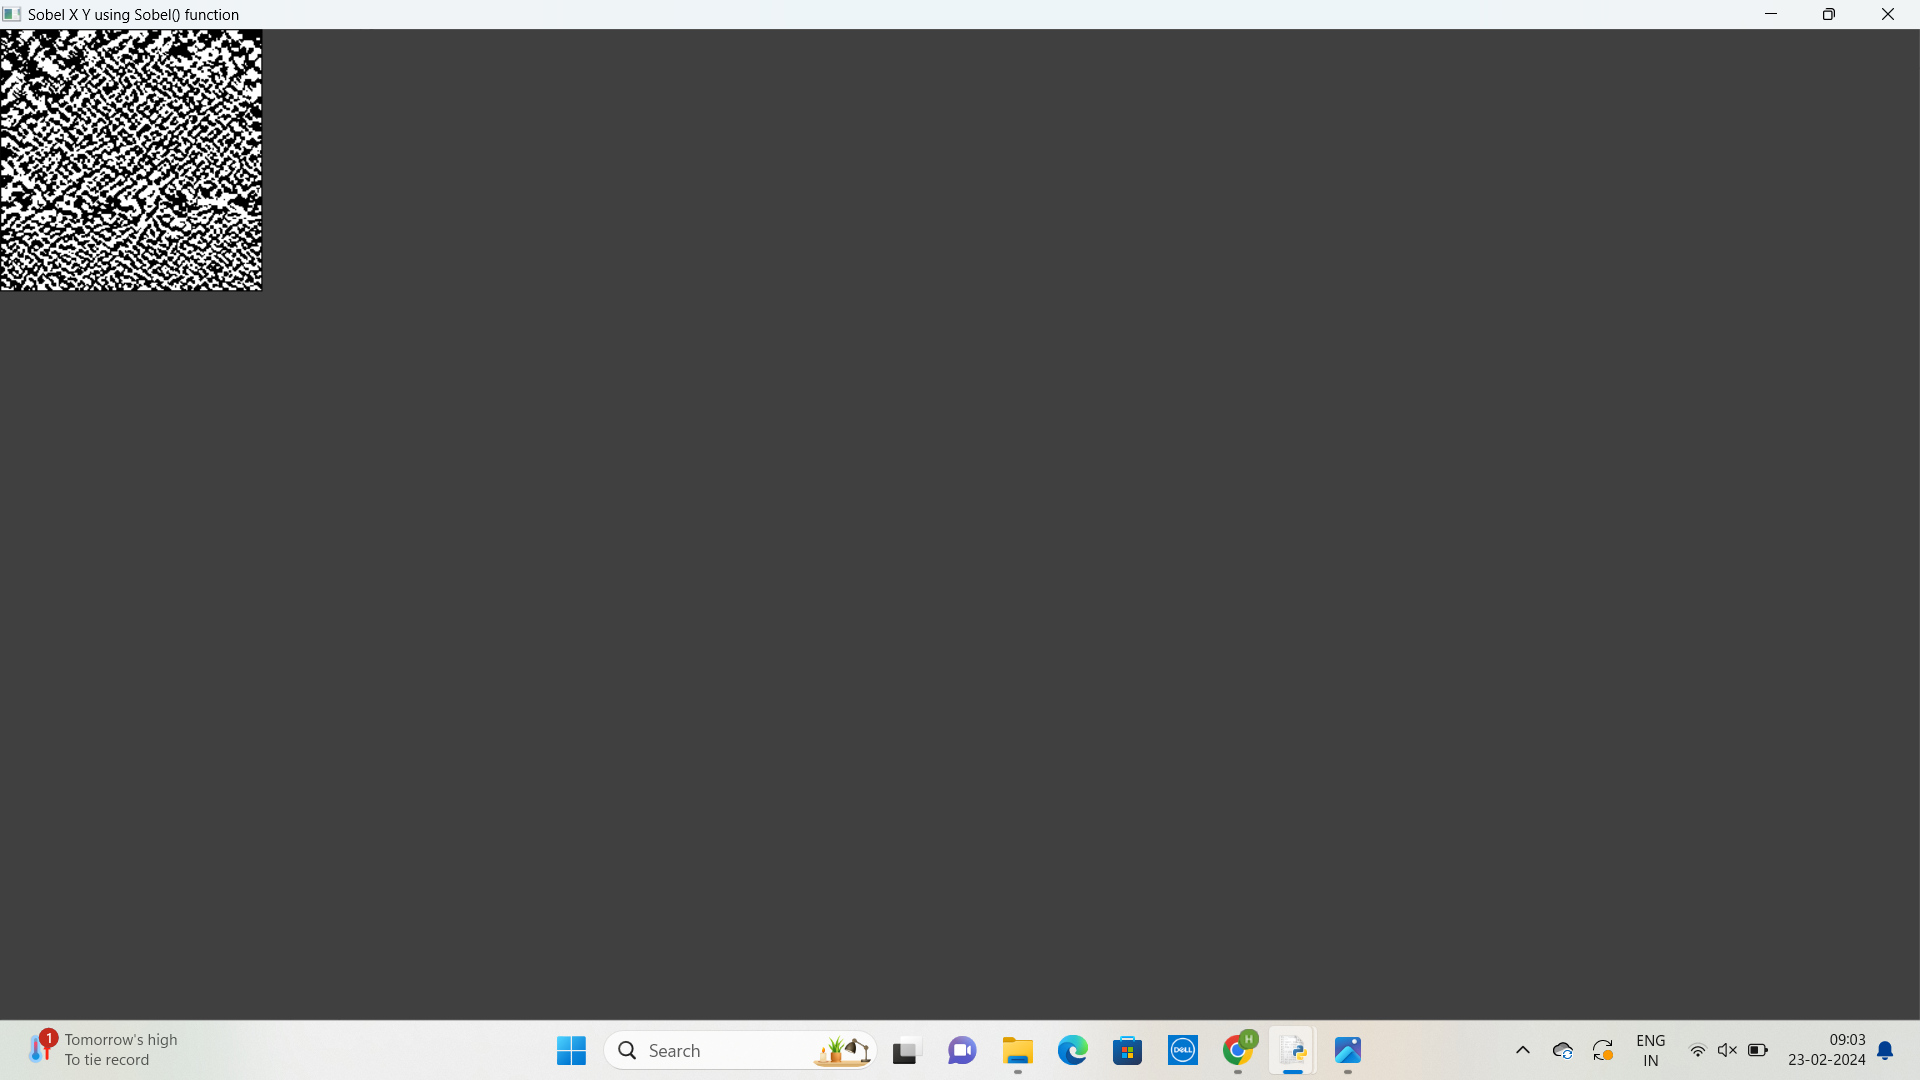 Sobel X Y using Sobel() function
1
Tomorrow's high
To tie record
Search
DELL
H
ENG
IN
09:03
23-02-2024